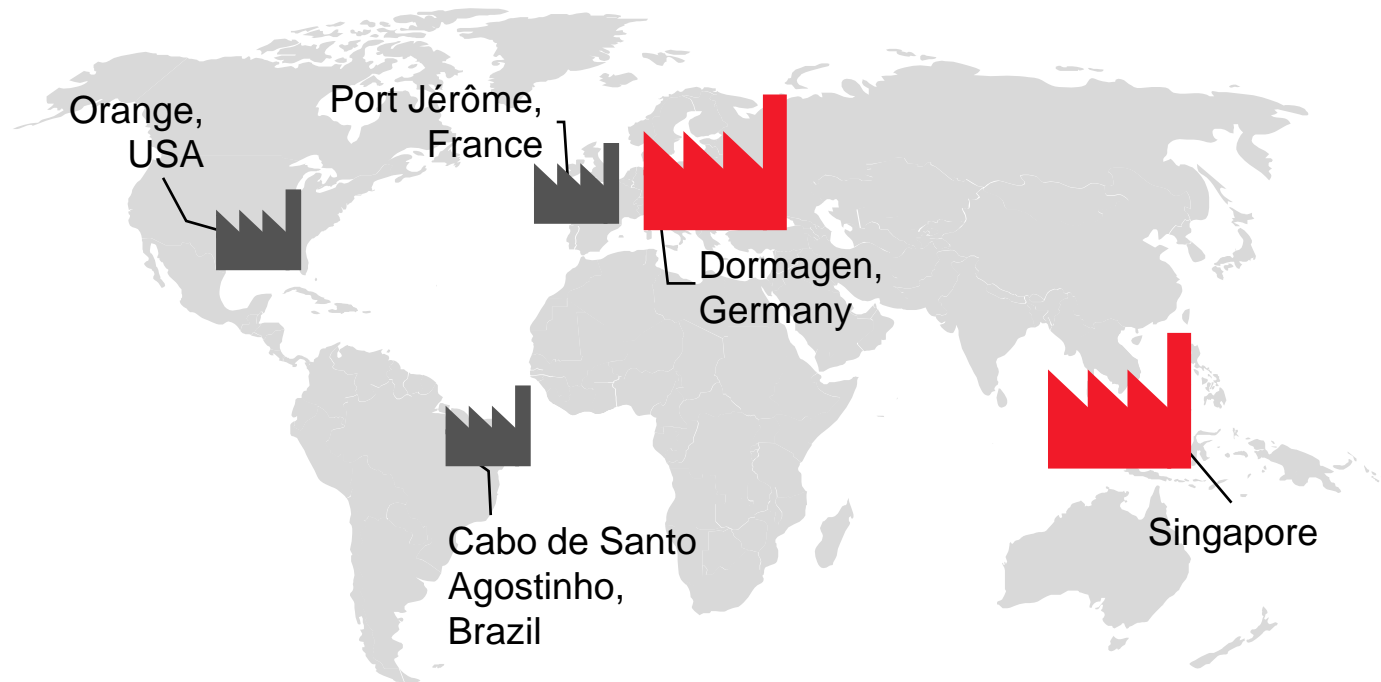 Orange,
USA
Port Jérôme,
France
Dormagen,
Germany
Cabo de Santo
Agostinho,
Brazil
Singapore